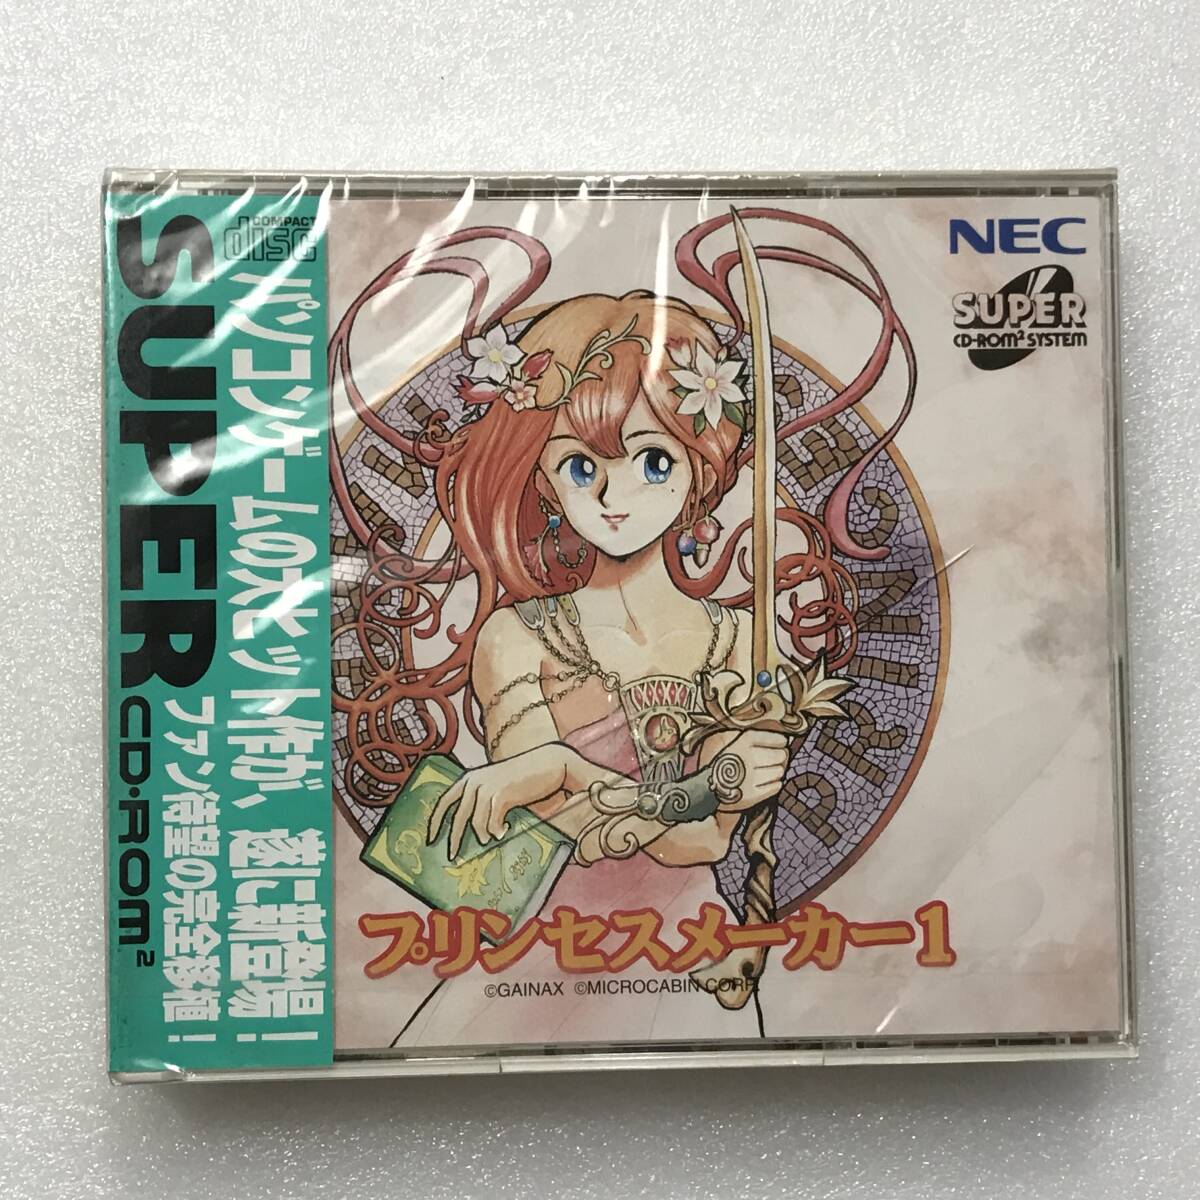 SUPER CD-ROM²
COMPACT
disc
パソコンゲームの大ヒット作が、遂に新登場!
ファン待望の完全移植!
NEC
SUPER
CD-ROM² SYSTEM
プリンセスメーカー1
©GAINAX ©MICROCABIN CORP.